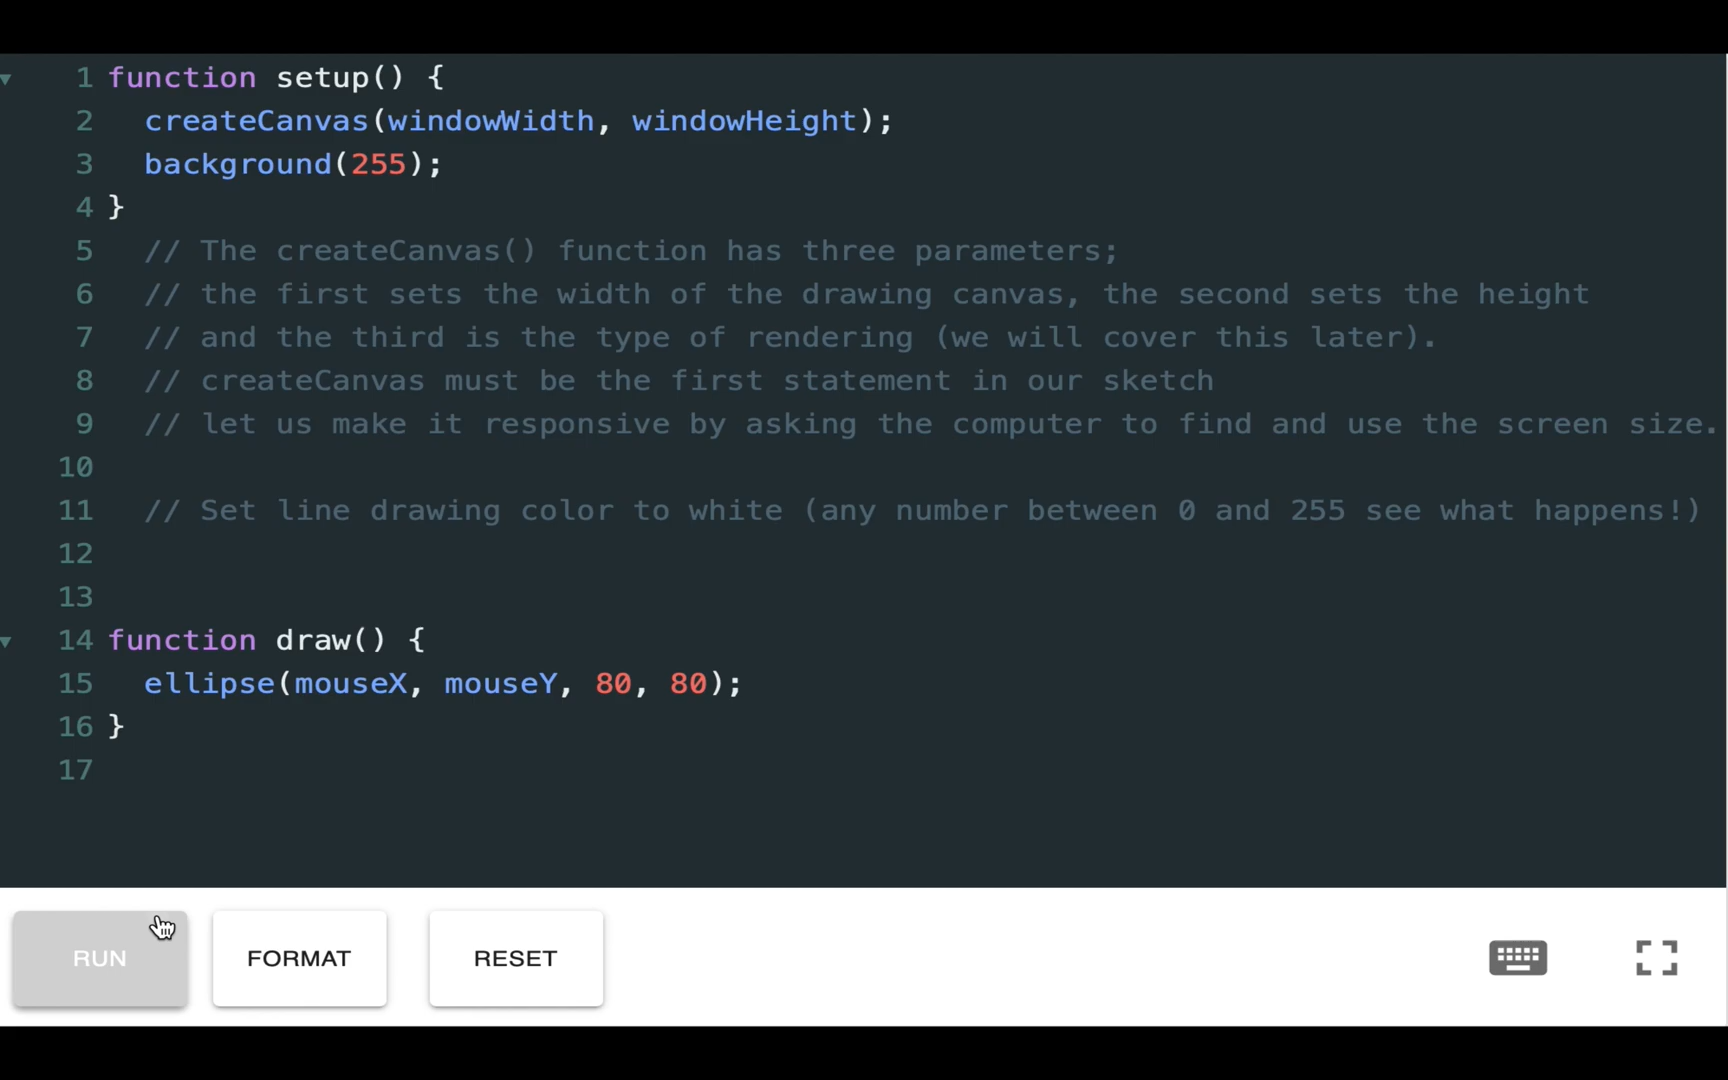 1 function setup() {
2 createCanvas(windowWidth, windowHeight);
3 background(255);
4 }
5 // The createCanvas() function has three parameters;
6 // the first sets the width of the drawing canvas, the second sets the height
7 // and the third is the type of rendering (we will cover this later).
8 // createCanvas must be the first statement in our sketch
9 // let us make it responsive by asking the computer to find and use the screen size.
10
11 // Set line drawing color to white (any number between 0 and 255 see what happens!)
12
13
14 function draw() {
15 ellipse(mouseX, mouseY, 80, 80);
16 }
17
RUN FORMAT RESET